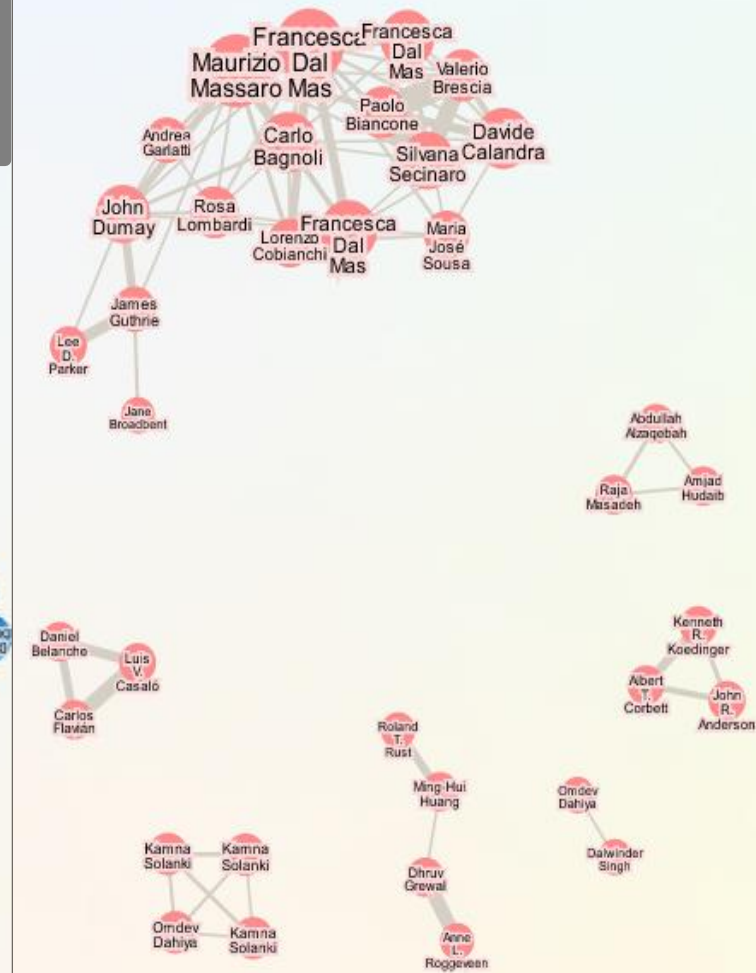 Francesca
Dal
Mas
Francesca
Dal
Mas
Maurizio
Massaro
Valerio
Brescia
Paolo
Biancone
Andrea
Garlatti
Carlo
Bagnoli
Silvana
Secinaro
Davide
Calandra
John
Dumay
Rosa
Lombardi
Lorenzo
Cobianchi
Francesca
Dal
Mas
Maria
José
Sousa
James
Guthrie
Lee
D.
Parker
Jane
Broadbent
Abdullah
Alzaqebah
Raja
Masadeh
Amjad
Hudaib
Daniel
Belanche
Luis
V.
Casaló
Carlos
Flavián
Kenneth
R.
Koedinger
Albert
T.
Corbett
John
R.
Anderson
Roland
T.
Rust
Ming-Hui
Huang
Omdev
Dahiya
Dalwinder
Singh
Kamna
Solanki
Kamna
Solanki
Dhruv
Grewal
Omdev
Dahiya
Kamna
Solanki
Anne
L.
Roggeveen